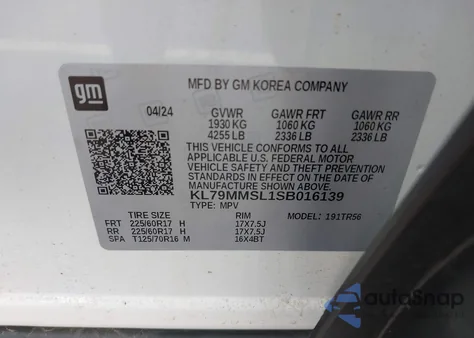 gm
MFD BY GM KOREA COMPANY
04/24 GVWR GAWR FRT GAWR RR
1930 KG 1060 KG 1060 KG
4255 LB 2336 LB 2336 LB
THIS VEHICLE CONFORMS TO ALL
APPLICABLE U.S. FEDERAL MOTOR
VEHICLE SAFETY AND THEFT PREVENTION
STANDARDS IN EFFECT ON THE DATE OF
MANUFACTURE SHOWN ABOVE.
KL79MMSL1SB016139
TYPE: MPV MODEL: 191TR56
TIRE SIZE RIM
FRT 225/60R17 H 17X7.5J
RR 225/60R17 H 17X7.5J
SPA T125/70R16 M 16X4BT
autoSnap